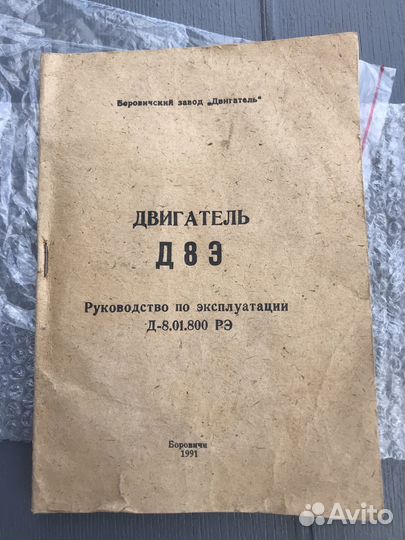 Боровичский завод „Двигатель"
ДВИГАТЕЛЬ
Д 8 Э
Руководство по эксплуатации
Д-8.01.800 РЭ
Боровичи
1991
Avito